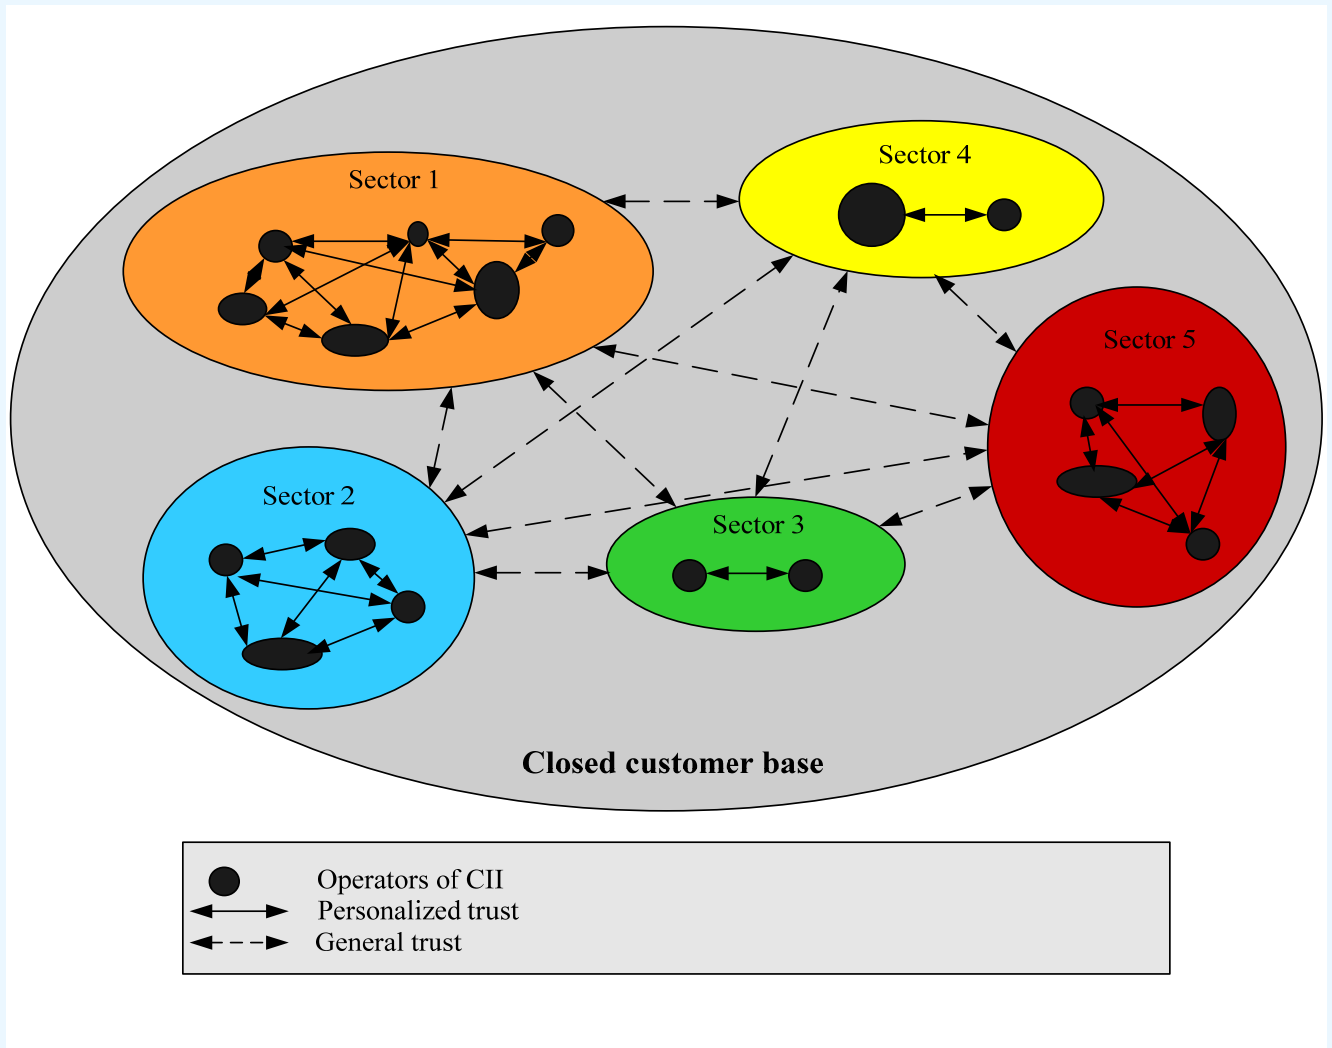 Sector 4
Sector 1
Sector 5
Sector 2
Sector 3
Closed customer base
Operators of CII
Personalized trust
General trust